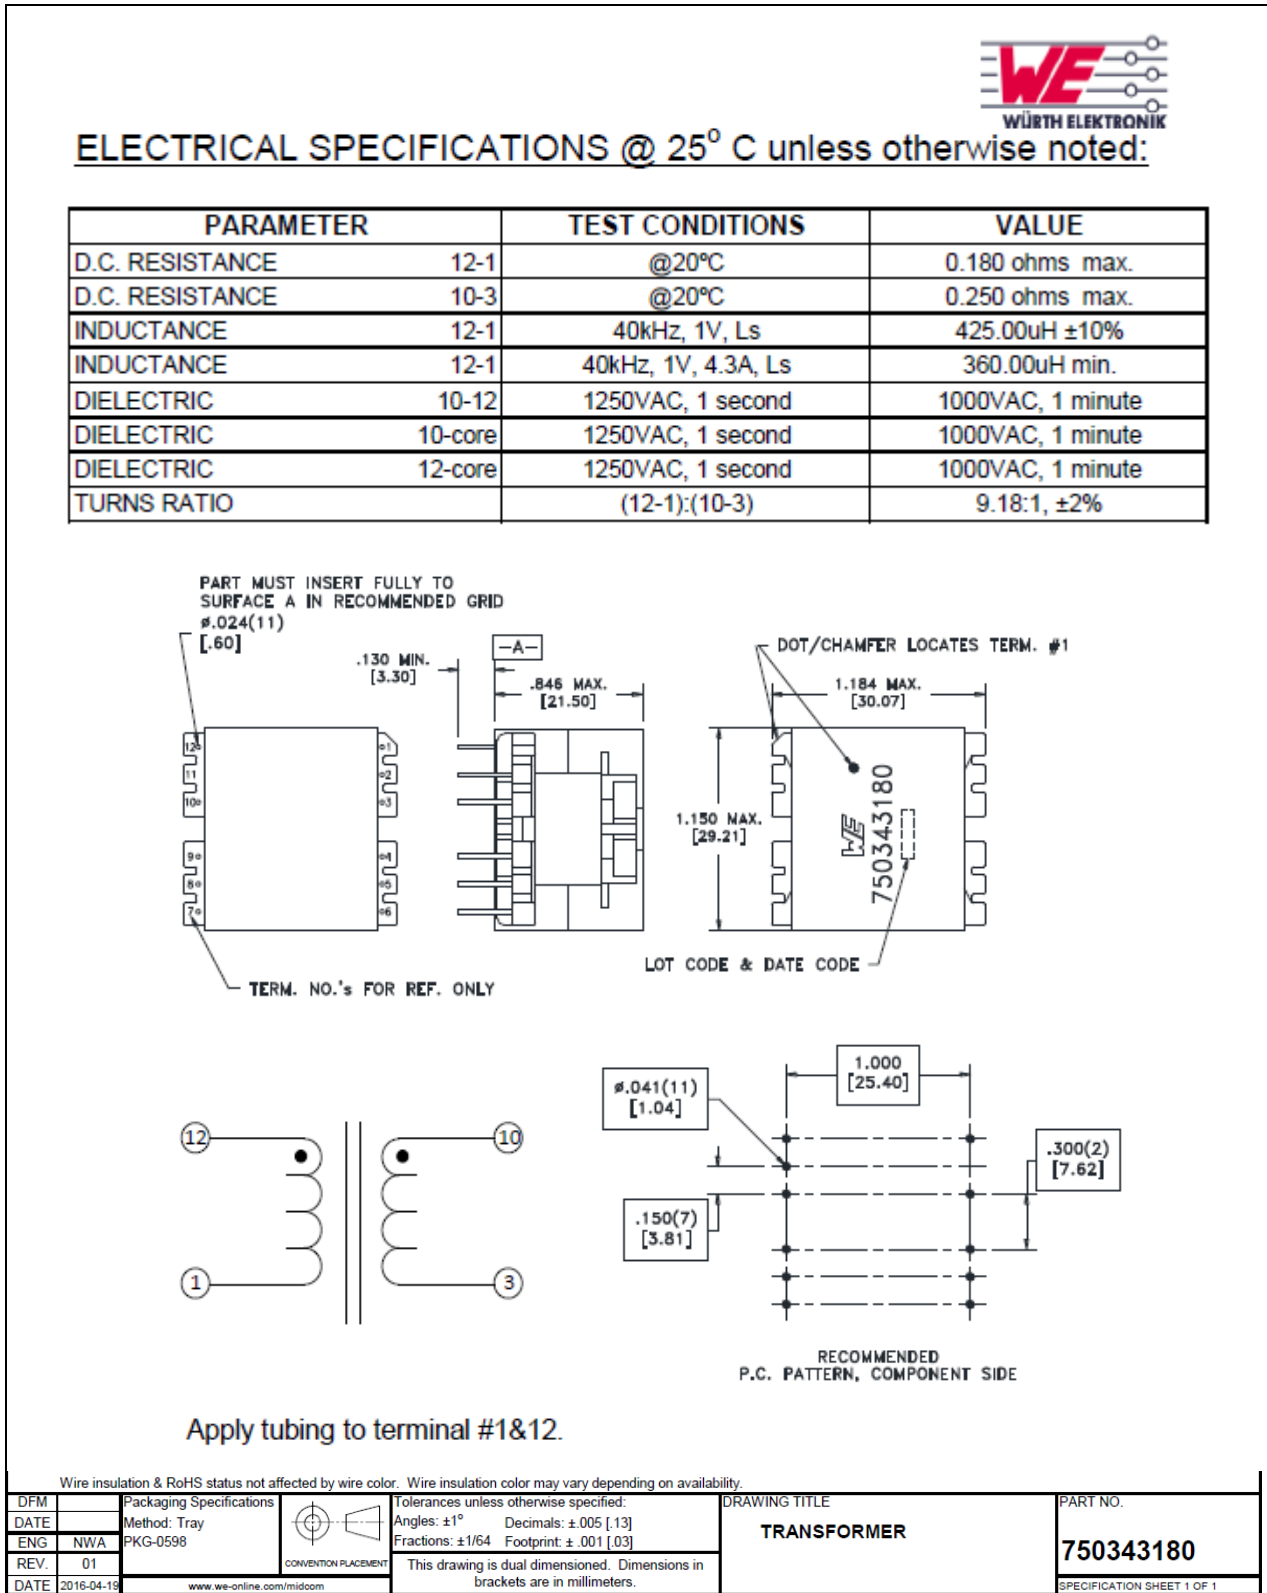 WE
WÜRTH ELEKTRONIK
ELECTRICAL SPECIFICATIONS @ 25° C unless otherwise noted:
PARAMETER TEST CONDITIONS VALUE
D.C. RESISTANCE 12-1 @20ºC 0.180 ohms max.
D.C. RESISTANCE 10-3 @20ºC 0.250 ohms max.
INDUCTANCE 12-1 40kHz, 1V, Ls 425.00uH ±10%
INDUCTANCE 12-1 40kHz, 1V, 4.3A, Ls 360.00uH min.
DIELECTRIC 10-12 1250VAC, 1 second 1000VAC, 1 minute
DIELECTRIC 10-core 1250VAC, 1 second 1000VAC, 1 minute
DIELECTRIC 12-core 1250VAC, 1 second 1000VAC, 1 minute
TURNS RATIO (12-1):(10-3) 9.18:1, ±2%
PART MUST INSERT FULLY TO
SURFACE A IN RECOMMENDED GRID
ø.024(11)
[.60]
.130 MIN.
[3.30]
-A-
.846 MAX.
[21.50]
DOT/CHAMFER LOCATES TERM. #1
1.184 MAX.
[30.07]
12 1
11 2
10 3
9 4
8 5
7 6
1.150 MAX.
[29.21]
WE
750343180
LOT CODE & DATE CODE
TERM. NO.'s FOR REF. ONLY
12 10
1 3
1.000
[25.40]
ø.041(11)
[1.04]
.300(2)
[7.62]
.150(7)
[3.81]
RECOMMENDED
P.C. PATTERN, COMPONENT SIDE
Apply tubing to terminal #1&12.
Wire insulation & RoHS status not affected by wire color. Wire insulation color may vary depending on availability.
DFM
DATE
ENG NWA
REV. 01
DATE 2016-04-19
Packaging Specifications
Method: Tray
PKG-0598
www.we-online.com/midcom
CONVENTION PLACEMENT
Tolerances unless otherwise specified:
Angles: ±1° Decimals: ±.005 [.13]
Fractions: ±1/64 Footprint: ± .001 [.03]
This drawing is dual dimensioned. Dimensions in
brackets are in millimeters.
DRAWING TITLE
TRANSFORMER
PART NO.
750343180
SPECIFICATION SHEET 1 OF 1